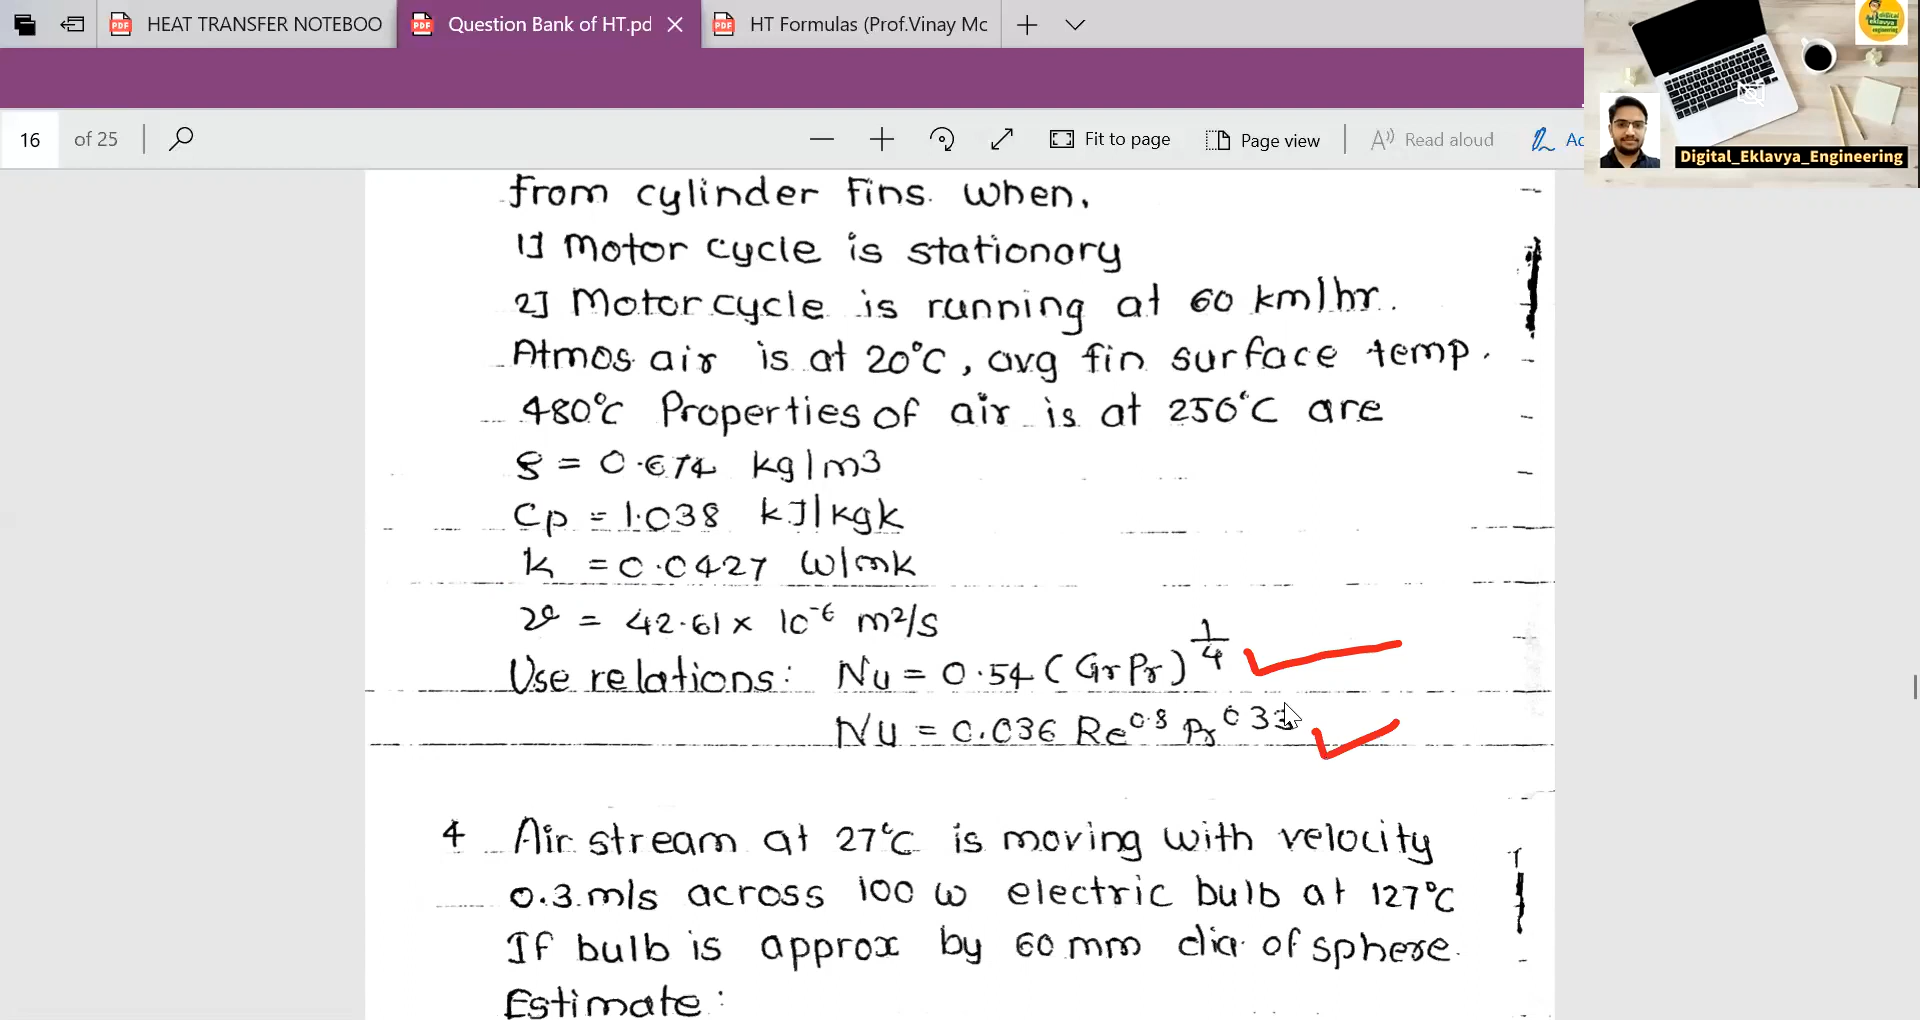 HEAT TRANSFER NOTEBOO
Question Bank of HT.pd
HT Formulas (Prof.Vinay Mc
16 of 25
Fit to page
Page view
Read aloud
Ac
digital eklavya engineering
Digital_Eklavya_Engineering
from cylinder fins when,
1] Motor cycle is stationary
2] Motor cycle is running at 60 km/hr.
Atmos air is at 20°C, avg fin surface temp.
480°C Properties of air is at 250°C are
ρ = 0.674 kg/m3
Cp = 1.038 kJ/kgk
k = 0.0427 W/mk
ν = 42.61 x 10⁻⁶ m²/s
Use relations: Nu = 0.54 (GrPr)^1/4
Nu = 0.036 Re^0.8 Pr^0.33
4 Air stream at 27°C is moving with velocity
0.3 m/s across 100 w electric bulb at 127°C
If bulb is approx by 60 mm dia. of sphere.
Estimate: